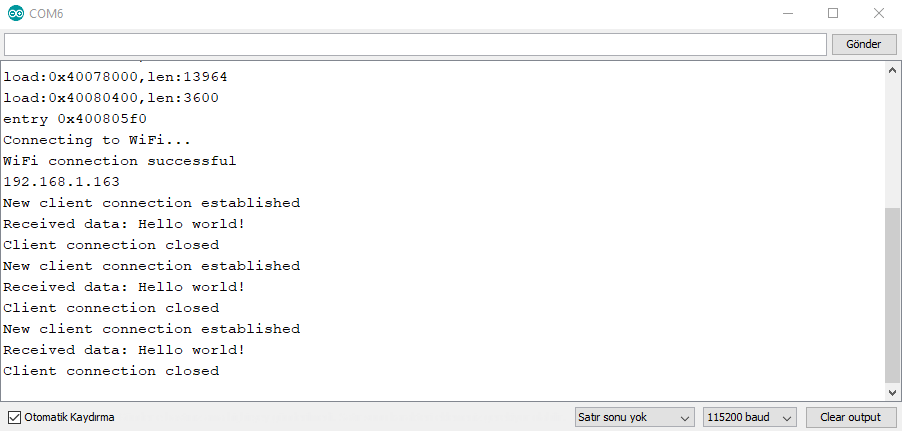 COM6
Gönder
load:0x40078000,len:13964
load:0x40080400,len:3600
entry 0x400805f0
Connecting to WiFi...
WiFi connection successful
192.168.1.163
New client connection established
Received data: Hello world!
Client connection closed
New client connection established
Received data: Hello world!
Client connection closed
New client connection established
Received data: Hello world!
Client connection closed
Otomatik Kaydırma
Satır sonu yok
115200 baud
Clear output